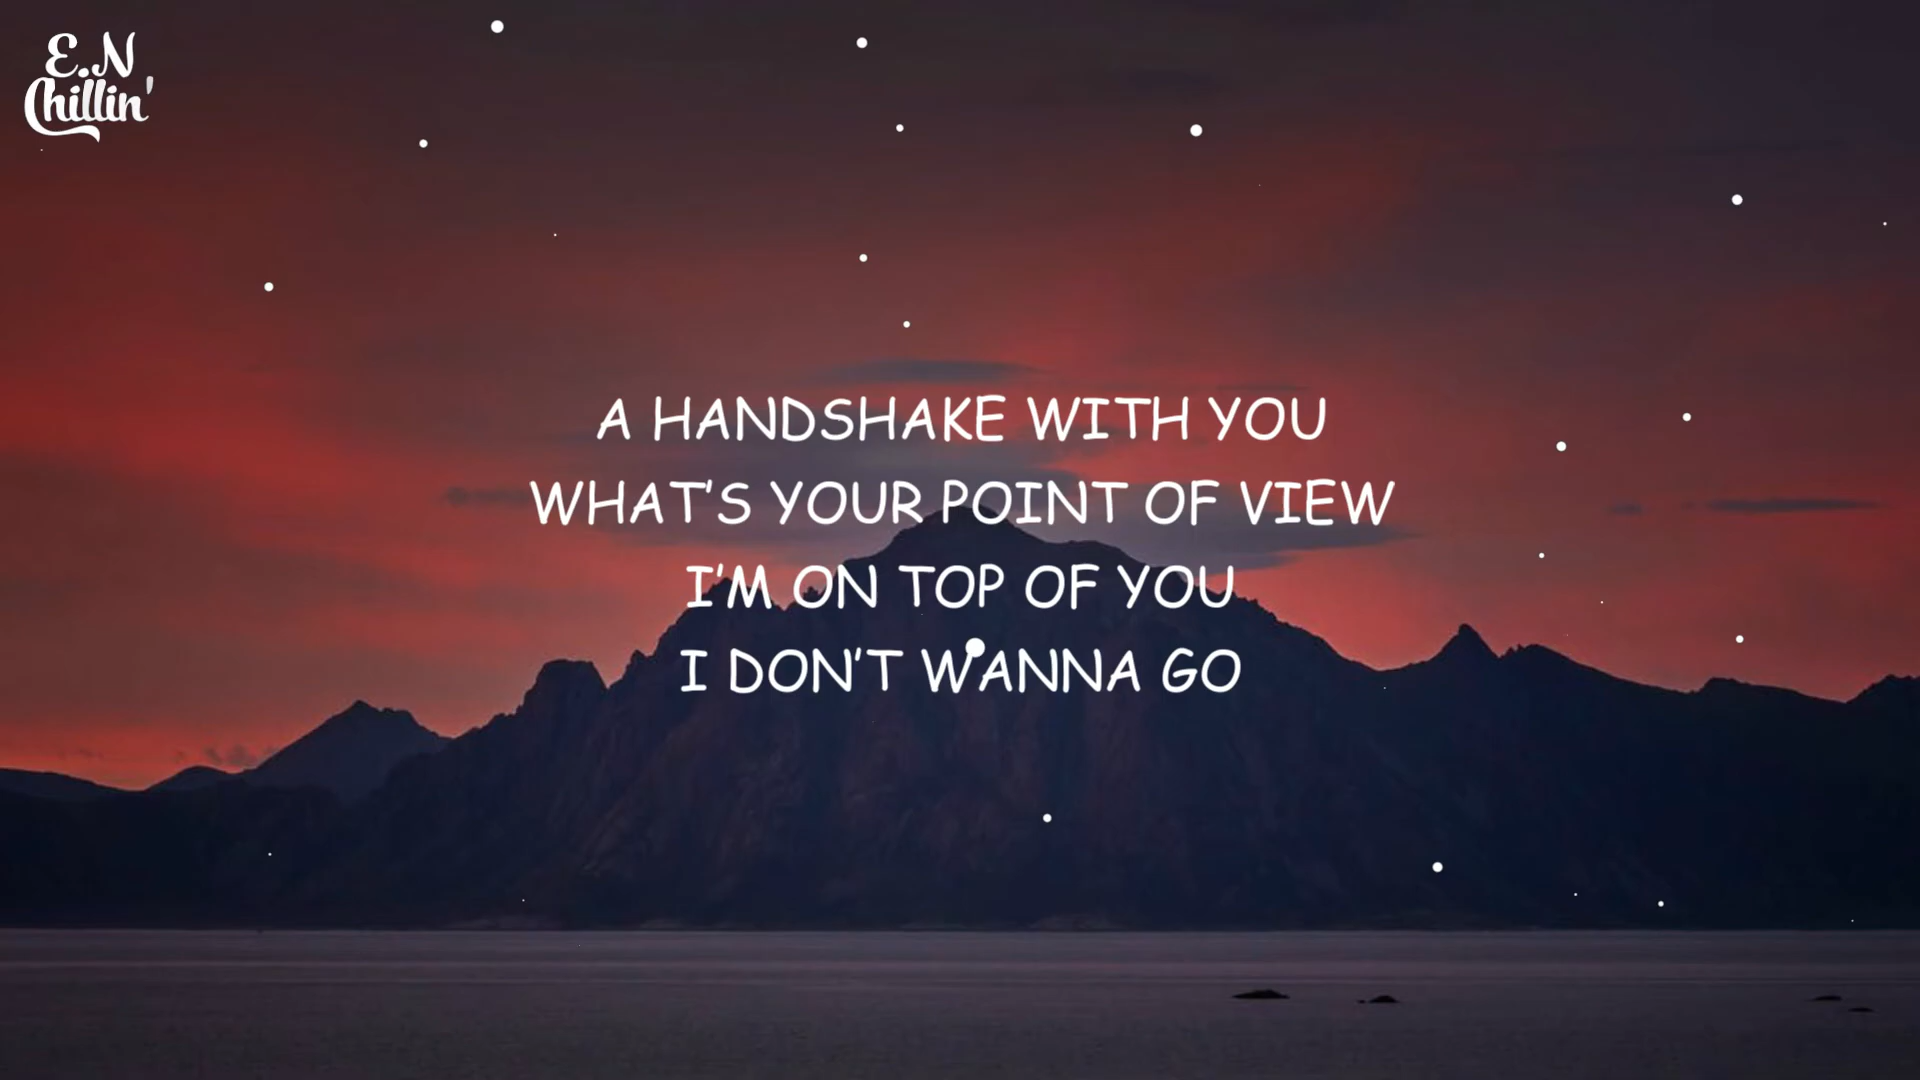 E.N
Chillin'
A HANDSHAKE WITH YOU
WHAT'S YOUR POINT OF VIEW
I'M ON TOP OF YOU
I DON'T WANNA GO